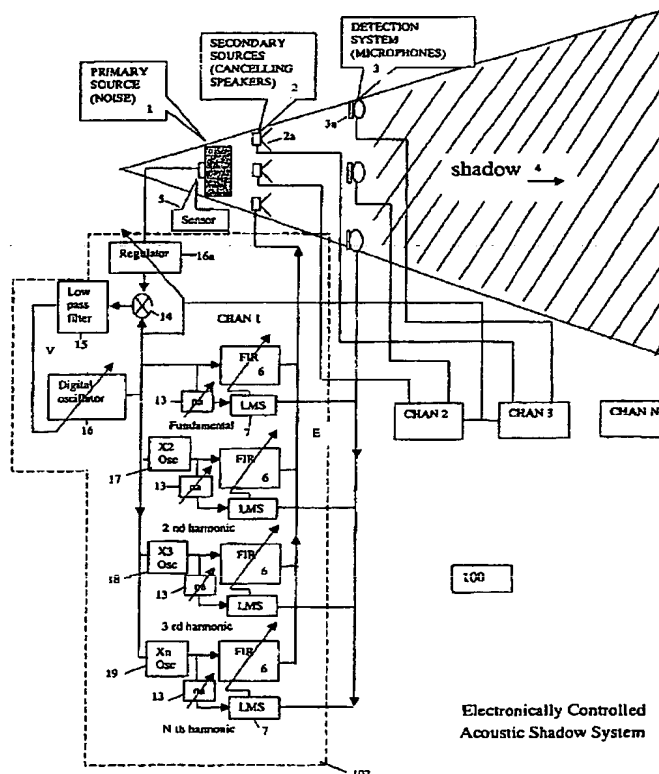 DETECTION
SYSTEM
(MICROPHONES)
3
SECONDARY
SOURCES
(CANCELLING
SPEAKERS)
2
PRIMARY
SOURCE
(NOISE)
1
3a
2a
shadow 4
5
Sensor
Regulator
16a
Low
pass
filter
14
15
CHAN 1
V
Digital
oscillator
16
FIR
6
13
LMS
7
Fundamental
E
CHAN 2
CHAN 3
CHAN N
X2
Osc
17
FIR
6
13
LMS
2 nd harmonic
X3
Osc
18
FIR
6
13
LMS
3 rd harmonic
100
Xn
Osc
19
FIR
6
13
LMS
7
N th harmonic
Electronically Controlled
Acoustic Shadow System